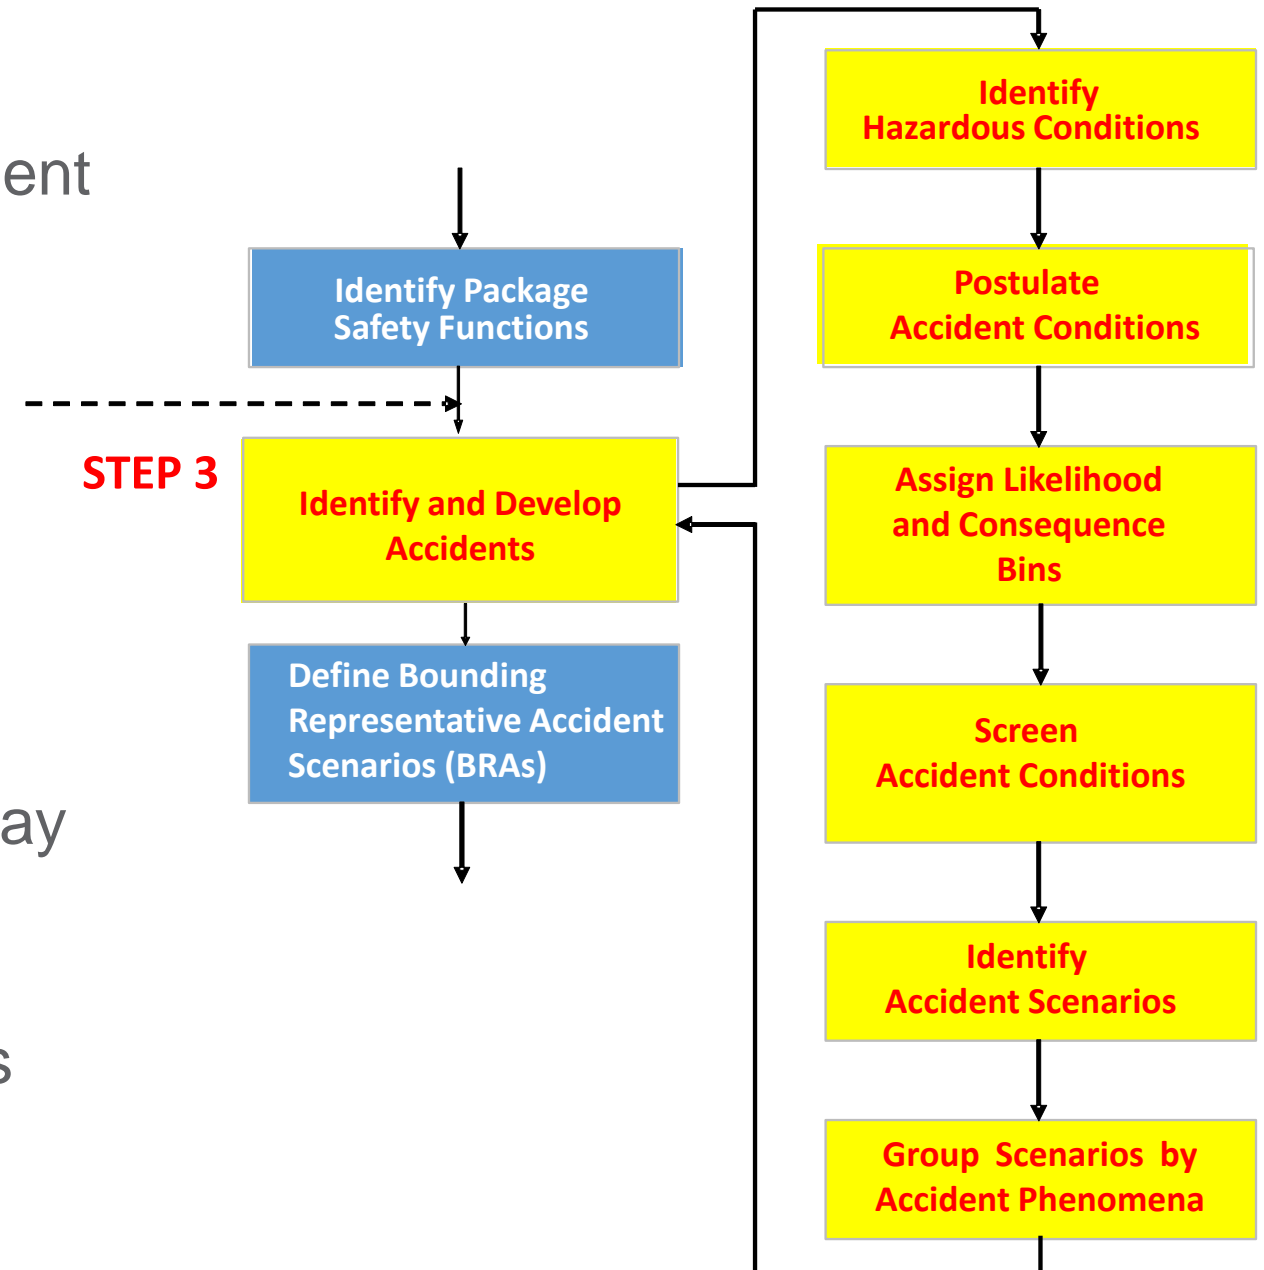 ent
ay
s
Identify Package
Safety Functions
STEP 3
Identify and Develop
Accidents
Define Bounding
Representative Accident
Scenarios (BRAs)
Identify
Hazardous Conditions
Postulate
Accident Conditions
Assign Likelihood
and Consequence
Bins
Screen
Accident Conditions
Identify
Accident Scenarios
Group Scenarios by
Accident Phenomena